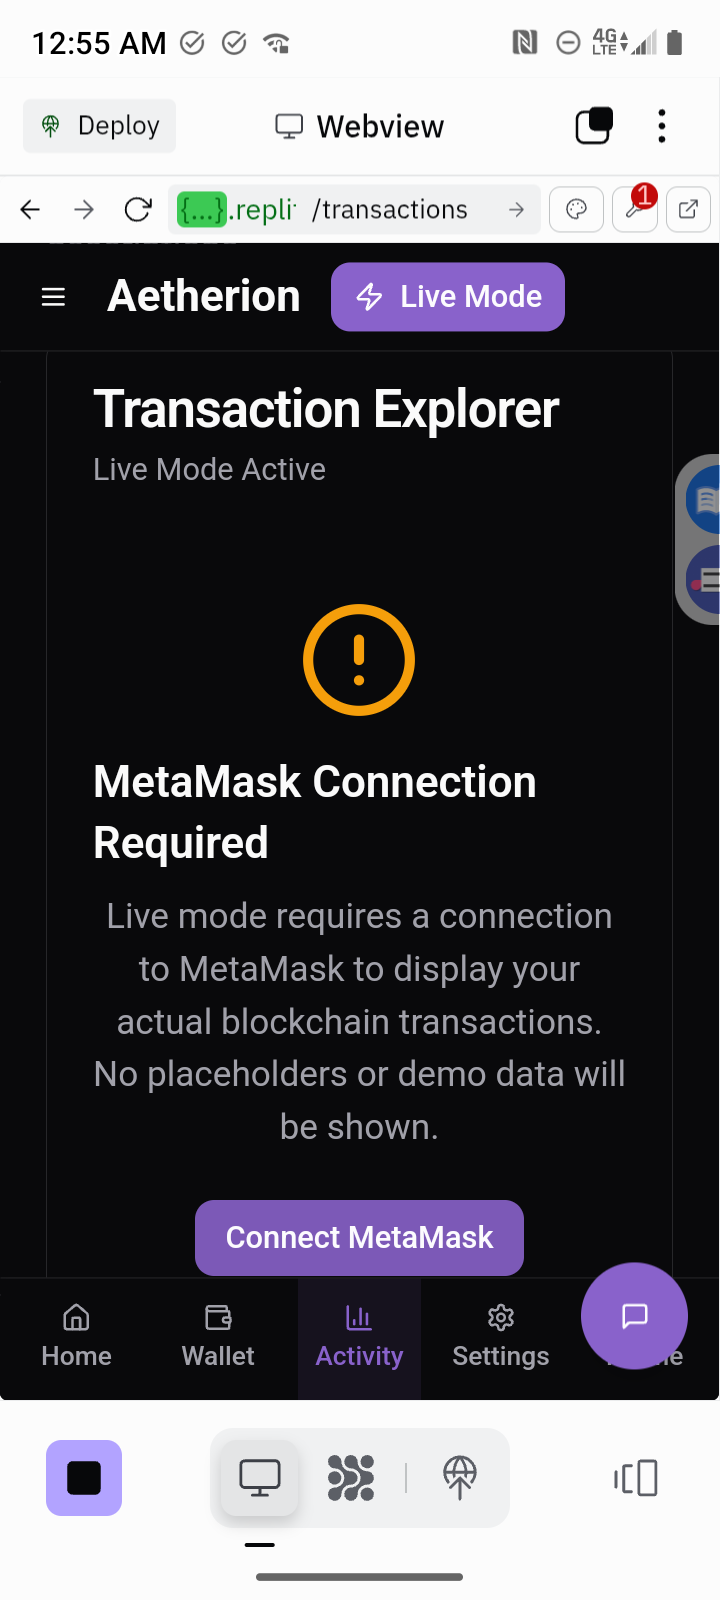 12:55 AM
4G
LTE
Deploy
Webview
{...}.repli /transactions
1
Aetherion
Live Mode
Transaction Explorer
Live Mode Active
MetaMask Connection
Required
Live mode requires a connection
to MetaMask to display your
actual blockchain transactions.
No placeholders or demo data will
be shown.
Connect MetaMask
Home
Wallet
Activity
Settings